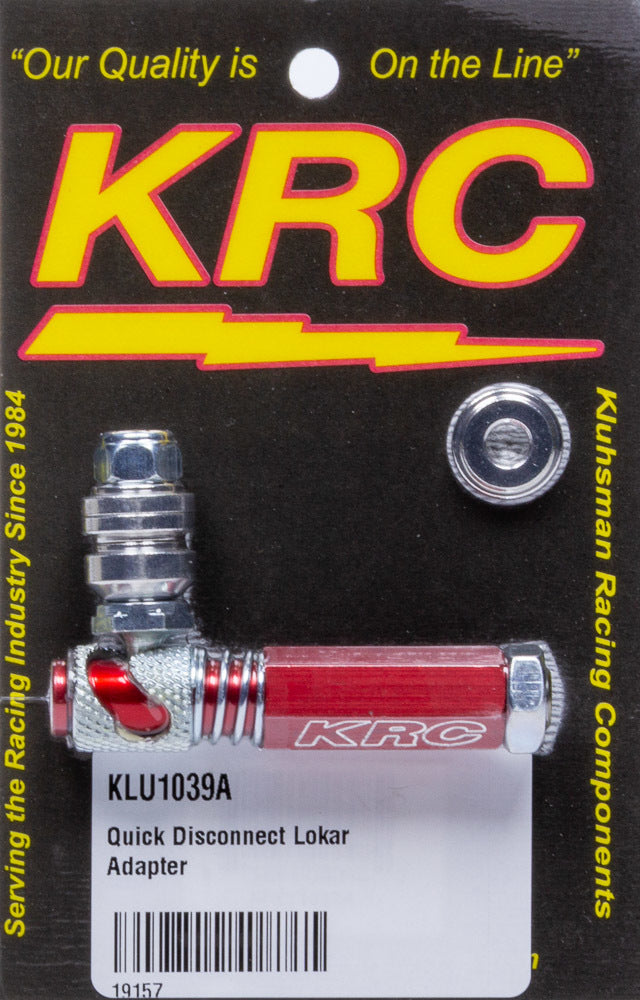 "Our Quality is On the Line"
KRC
Serving the Racing Industry Since 1984
Kluhsman Racing Components
KRC
KLU1039A
Quick Disconnect Lokar
Adapter
19157